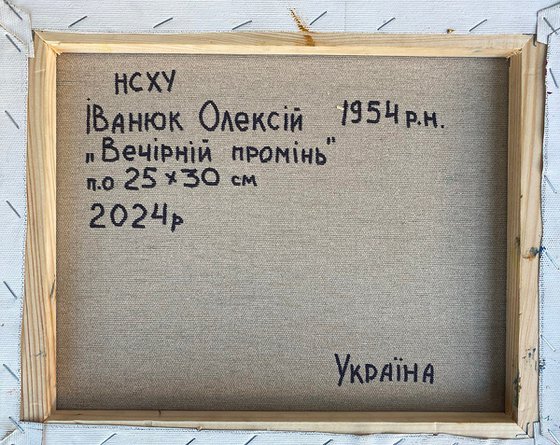 НСХУ
Іванюк Олексій 1954 р.н.
„Вечірній промінь"
п.о 25×30 см
2024р
Україна